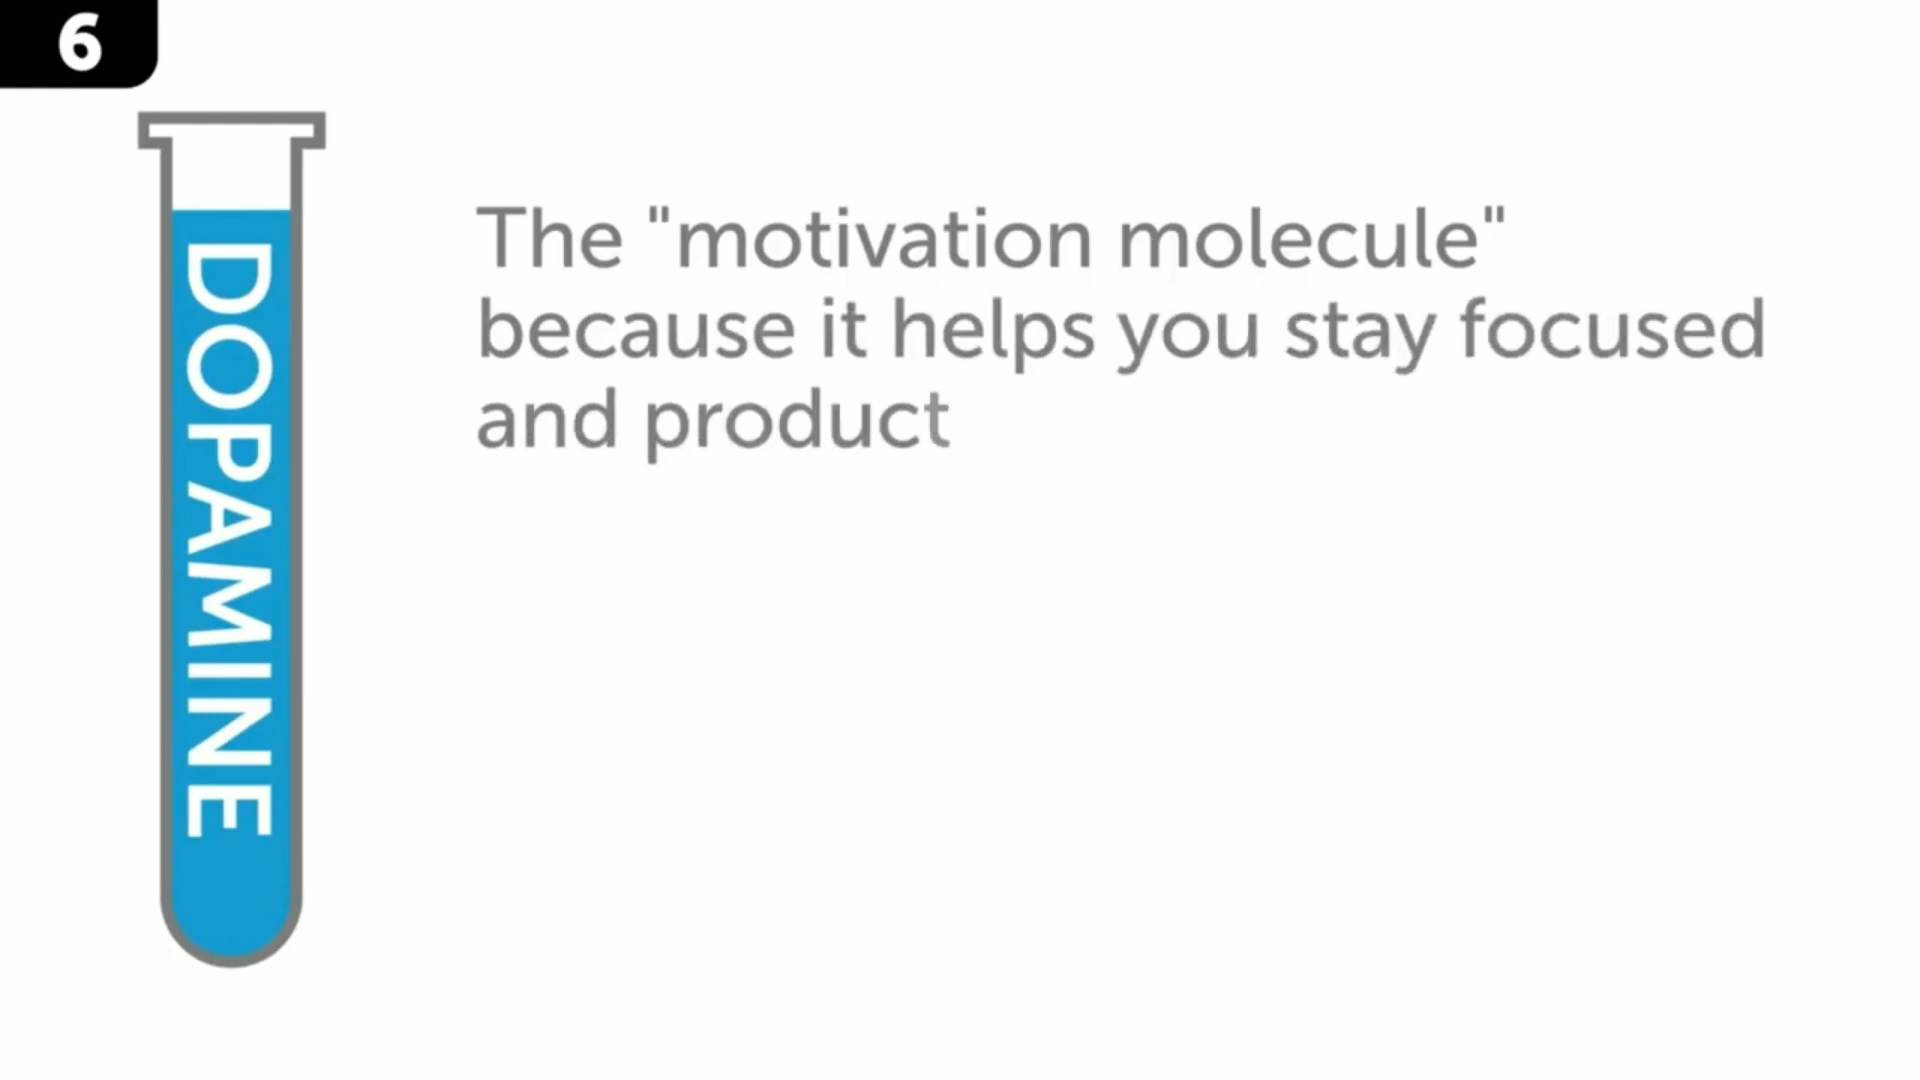 6
DOPAMINE
The "motivation molecule"
because it helps you stay focused
and product